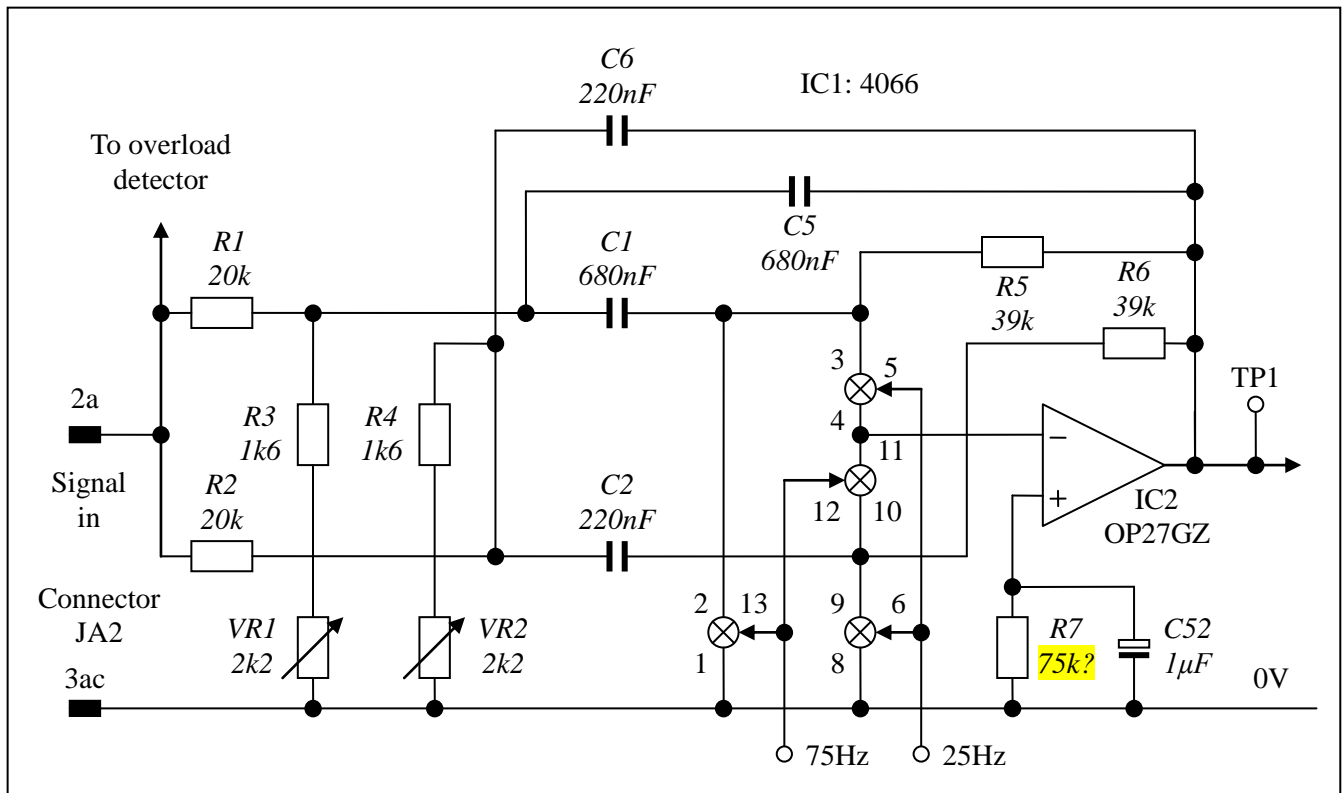 C6
220nF
IC1: 4066
To overload
detector
R1
20k
C1
680nF
C5
680nF
R5
39k
R6
39k
3
5
4
11
12
10
TP1
2a
R3
1k6
R4
1k6
Signal
in
R2
20k
C2
220nF
−
+
IC2
OP27GZ
Connector
JA2
2
13
1
9
6
8
VR1
2k2
VR2
2k2
R7
75k?
C52
1µF
3ac
0V
75Hz
25Hz